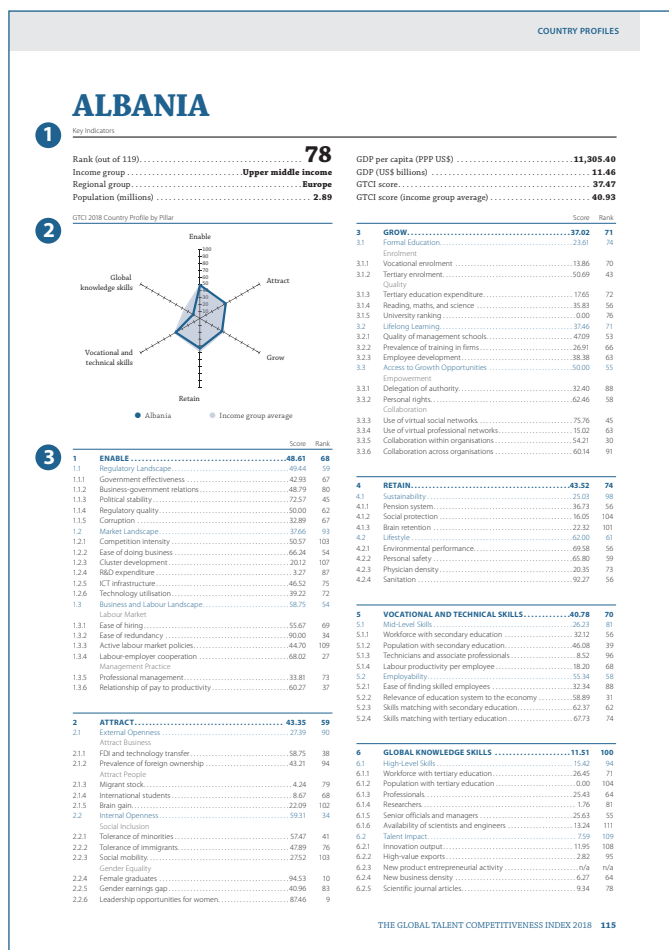 COUNTRY PROFILES
ALBANIA
1
Key Indicators
Rank (out of 119) 78
Income group Upper middle income
Regional group Europe
Population (millions) 2.89
GDP per capita (PPP US$) 11,305.40
GDP (US$ billions) 11.46
GTCI score 37.47
GTCI score (income group average) 40.93
2
GTCI 2018 Country Profile by Pillar
Enable
100
90
80
70
60
50
40
30
20
10
Global
knowledge skills
Attract
Vocational and
technical skills
Grow
Retain
Albania Income group average
3
Score Rank
1 ENABLE 48.61 68
1.1 Regulatory Landscape 49.44 59
1.1.1 Government effectiveness 42.93 67
1.1.2 Business-government relations 48.79 80
1.1.3 Political stability 72.57 45
1.1.4 Regulatory quality 50.00 62
1.1.5 Corruption 32.89 67
1.2 Market Landscape 37.66 93
1.2.1 Competition intensity 50.57 103
1.2.2 Ease of doing business 66.24 54
1.2.3 Cluster development 20.12 107
1.2.4 R&D expenditure 3.27 87
1.2.5 ICT infrastructure 46.52 75
1.2.6 Technology utilisation 39.22 72
1.3 Business and Labour Landscape 58.75 54
Labour Market
1.3.1 Ease of hiring 55.67 69
1.3.2 Ease of redundancy 90.00 34
1.3.3 Active labour market policies 44.70 109
1.3.4 Labour-employer cooperation 68.02 27
Management Practice
1.3.5 Professional management 33.81 73
1.3.6 Relationship of pay to productivity 60.27 37
2 ATTRACT 43.35 59
2.1 External Openness 27.39 90
Attract Business
2.1.1 FDI and technology transfer 58.75 38
2.1.2 Prevalence of foreign ownership 43.21 94
Attract People
2.1.3 Migrant stock 4.24 79
2.1.4 International students 8.67 68
2.1.5 Brain gain 22.09 102
2.2 Internal Openness 59.31 34
Social Inclusion
2.2.1 Tolerance of minorities 57.47 41
2.2.2 Tolerance of immigrants 47.89 76
2.2.3 Social mobility 27.52 103
Gender Equality
2.2.4 Female graduates 94.53 10
2.2.5 Gender earnings gap 40.96 83
2.2.6 Leadership opportunities for women 87.46 9
Score Rank
3 GROW 37.02 71
3.1 Formal Education 23.61 74
Enrolment
3.1.1 Vocational enrolment 13.86 70
3.1.2 Tertiary enrolment 50.69 43
Quality
3.1.3 Tertiary education expenditure 17.65 72
3.1.4 Reading, maths, and science 35.83 56
3.1.5 University ranking 0.00 76
3.2 Lifelong Learning 37.46 71
3.2.1 Quality of management schools 47.09 53
3.2.2 Prevalence of training in firms 26.91 66
3.2.3 Employee development 38.38 63
3.3 Access to Growth Opportunities 50.00 55
Empowerment
3.3.1 Delegation of authority 32.40 88
3.3.2 Personal rights 62.46 58
Collaboration
3.3.3 Use of virtual social networks 75.76 45
3.3.4 Use of virtual professional networks 15.02 63
3.3.5 Collaboration within organisations 54.21 30
3.3.6 Collaboration across organisations 60.14 91
4 RETAIN 43.52 74
4.1 Sustainability 25.03 98
4.1.1 Pension system 36.73 56
4.1.2 Social protection 16.05 104
4.1.3 Brain retention 22.32 101
4.2 Lifestyle 62.00 61
4.2.1 Environmental performance 69.58 56
4.2.2 Personal safety 65.80 59
4.2.3 Physician density 20.35 73
4.2.4 Sanitation 92.27 56
5 VOCATIONAL AND TECHNICAL SKILLS 40.78 70
5.1 Mid-Level Skills 26.23 81
5.1.1 Workforce with secondary education 32.12 56
5.1.2 Population with secondary education 46.08 39
5.1.3 Technicians and associate professionals 8.52 96
5.1.4 Labour productivity per employee 18.20 68
5.2 Employability 55.34 58
5.2.1 Ease of finding skilled employees 32.34 88
5.2.2 Relevance of education system to the economy 58.89 31
5.2.3 Skills matching with secondary education 62.37 62
5.2.4 Skills matching with tertiary education 67.73 74
6 GLOBAL KNOWLEDGE SKILLS 11.51 100
6.1 High-Level Skills 15.42 94
6.1.1 Workforce with tertiary education 26.45 71
6.1.2 Population with tertiary education 0.00 104
6.1.3 Professionals 25.43 64
6.1.4 Researchers 1.76 81
6.1.5 Senior officials and managers 25.63 55
6.1.6 Availability of scientists and engineers 13.24 111
6.2 Talent Impact 7.59 109
6.2.1 Innovation output 11.95 108
6.2.2 High-value exports 2.82 95
6.2.3 New product entrepreneurial activity n/a n/a
6.2.4 New business density 6.27 64
6.2.5 Scientific journal articles 9.34 78
THE GLOBAL TALENT COMPETITIVENESS INDEX 2018 115